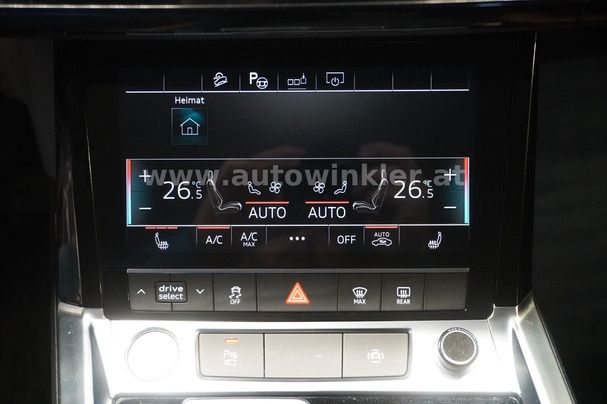 P
Heimat
www.autowinkler.at
+ 26.5 °C −
AUTO AUTO
+ 26.5 °C −
A/C A/C MAX ... OFF AUTO
drive select OFF MAX REAR
P